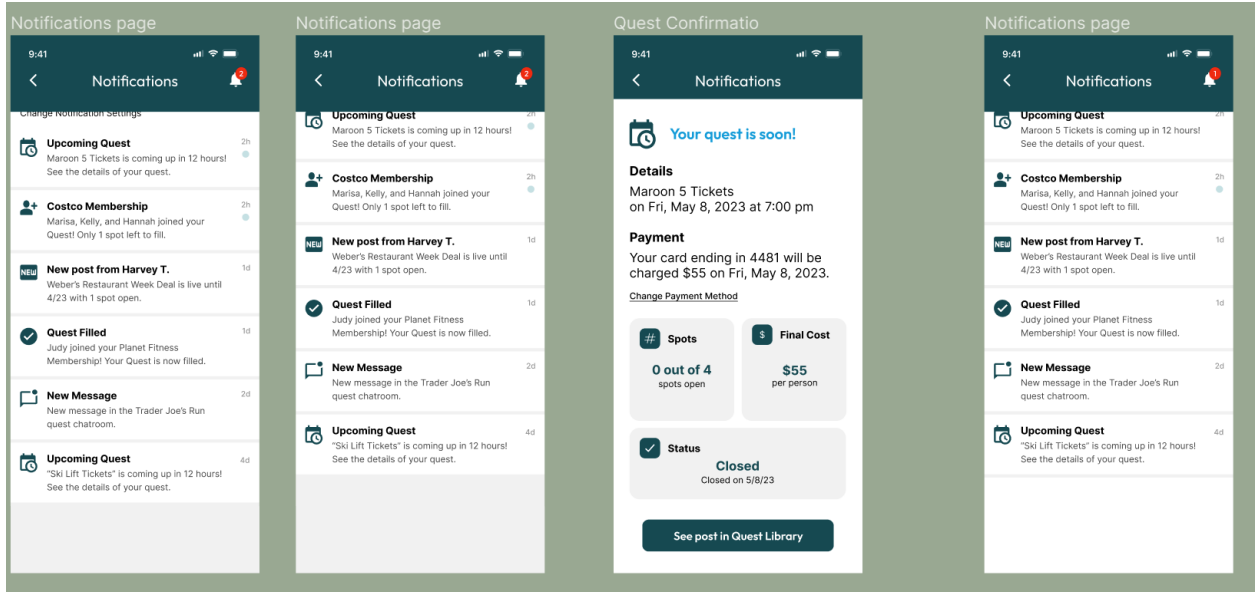 Notifications page
9:41
Notifications
2
Change Notification Settings
Upcoming Quest
2h
Maroon 5 Tickets is coming up in 12 hours!
See the details of your quest.
Costco Membership
2h
Marisa, Kelly, and Hannah joined your
Quest! Only 1 spot left to fill.
NEW
New post from Harvey T.
1d
Weber's Restaurant Week Deal is live until
4/23 with 1 spot open.
Quest Filled
1d
Judy joined your Planet Fitness
Membership! Your Quest is now filled.
New Message
2d
New message in the Trader Joe's Run
quest chatroom.
Upcoming Quest
4d
"Ski Lift Tickets" is coming up in 12 hours!
See the details of your quest.
Notifications page
9:41
Notifications
2
Upcoming Quest
2h
Maroon 5 Tickets is coming up in 12 hours!
See the details of your quest.
Costco Membership
2h
Marisa, Kelly, and Hannah joined your
Quest! Only 1 spot left to fill.
NEW
New post from Harvey T.
1d
Weber's Restaurant Week Deal is live until
4/23 with 1 spot open.
Quest Filled
1d
Judy joined your Planet Fitness
Membership! Your Quest is now filled.
New Message
2d
New message in the Trader Joe's Run
quest chatroom.
Upcoming Quest
4d
"Ski Lift Tickets" is coming up in 12 hours!
See the details of your quest.
Quest Confirmatio
9:41
Notifications
Your quest is soon!
Details
Maroon 5 Tickets
on Fri, May 8, 2023 at 7:00 pm
Payment
Your card ending in 4481 will be
charged $55 on Fri, May 8, 2023.
Change Payment Method
# Spots
0 out of 4
spots open
$ Final Cost
$55
per person
Status
Closed
Closed on 5/8/23
See post in Quest Library
Notifications page
9:41
Notifications
1
Upcoming Quest
2h
Maroon 5 Tickets is coming up in 12 hours!
See the details of your quest.
Costco Membership
2h
Marisa, Kelly, and Hannah joined your
Quest! Only 1 spot left to fill.
NEW
New post from Harvey T.
1d
Weber's Restaurant Week Deal is live until
4/23 with 1 spot open.
Quest Filled
1d
Judy joined your Planet Fitness
Membership! Your Quest is now filled.
New Message
2d
New message in the Trader Joe's Run
quest chatroom.
Upcoming Quest
4d
"Ski Lift Tickets" is coming up in 12 hours!
See the details of your quest.